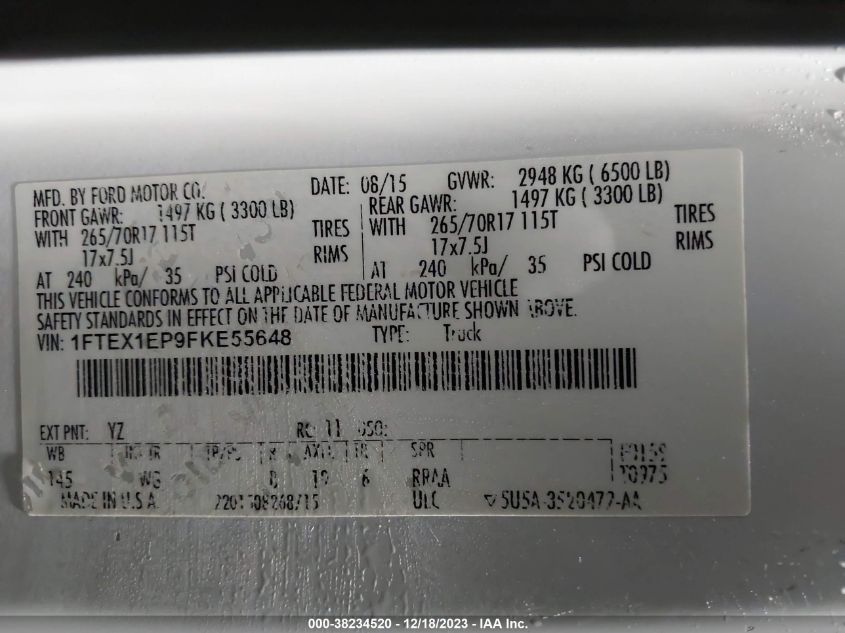 MFD. BY FORD MOTOR CO. DATE: 08/15 GVWR: 2948 KG ( 6500 LB)
FRONT GAWR: 1497 KG ( 3300 LB) REAR GAWR: 1497 KG ( 3300 LB)
WITH 265/70R17 115T TIRES WITH 265/70R17 115T TIRES
17x7.5J RIMS 17x7.5J RIMS
AT 240 kPa/ 35 PSI COLD AT 240 kPa/ 35 PSI COLD
THIS VEHICLE CONFORMS TO ALL APPLICABLE FEDERAL MOTOR VEHICLE
SAFETY STANDARDS IN EFFECT ON THE DATE OF MANUFACTURE SHOWN ABOVE.
VIN: 1FTEX1EP9FKE55648 TYPE: Truck
EXT PNT: YZ RC: 11
WB SPR
145 WG 19 6 RRAA
MADE IN U.S.A. ULC 5U5A-3520472-AA
000-38234520 - 12/18/2023 - IAA Inc.